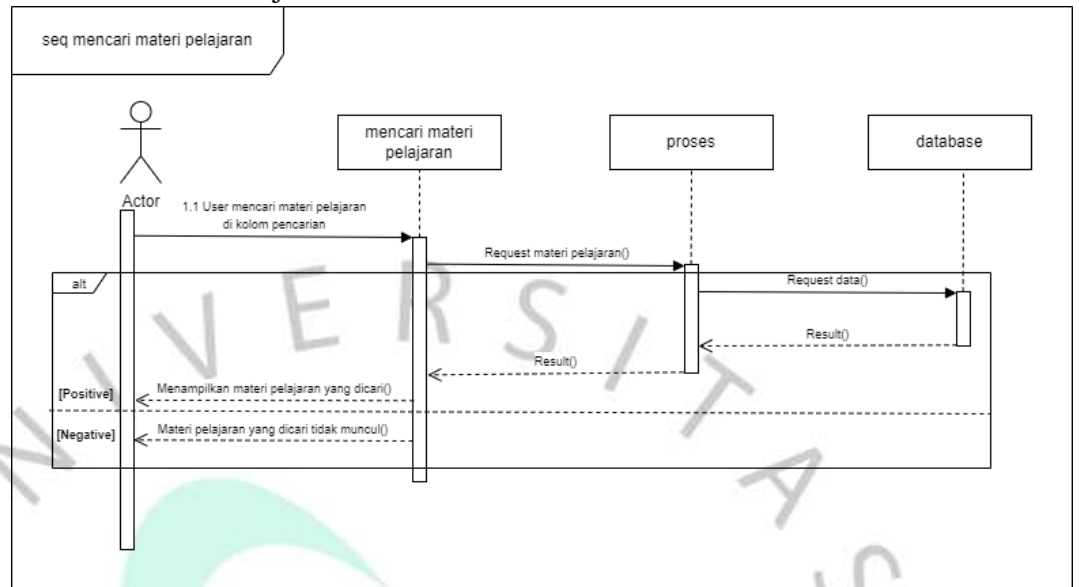 seq mencari materi pelajaran
mencari materi
pelajaran
proses
database
Actor
1.1 User mencari materi pelajaran
di kolom pencarian
Request materi pelajaran()
alt
Request data()
Result()
Result()
[Positive]
Menampilkan materi pelajaran yang dicari()
[Negative]
Materi pelajaran yang dicari tidak muncul()
NIVERSITAS